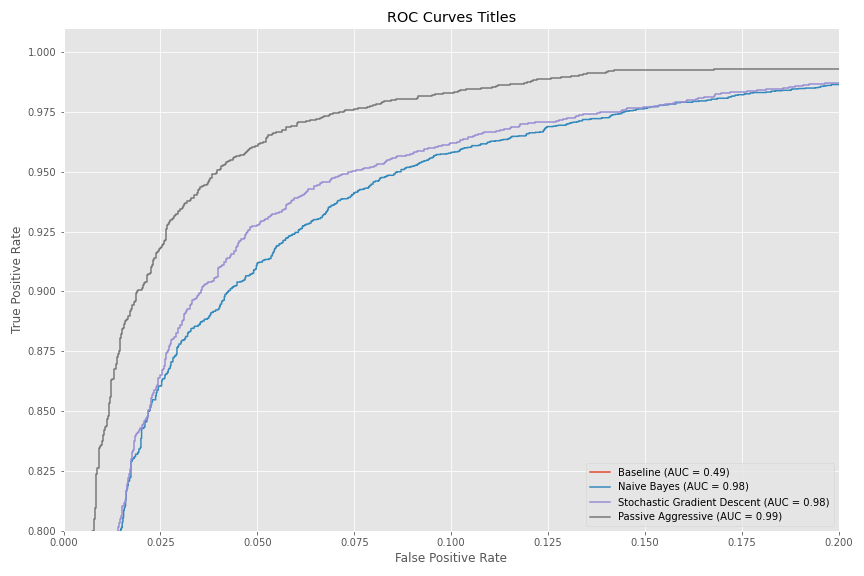 ROC Curves Titles
1.000
0.975
0.950
0.925
0.900
0.875
0.850
0.825
0.800
True Positive Rate
Baseline (AUC = 0.49)
Naive Bayes (AUC = 0.98)
Stochastic Gradient Descent (AUC = 0.98)
Passive Aggressive (AUC = 0.99)
0.000 0.025 0.050 0.075 0.100 0.125 0.150 0.175 0.200
False Positive Rate